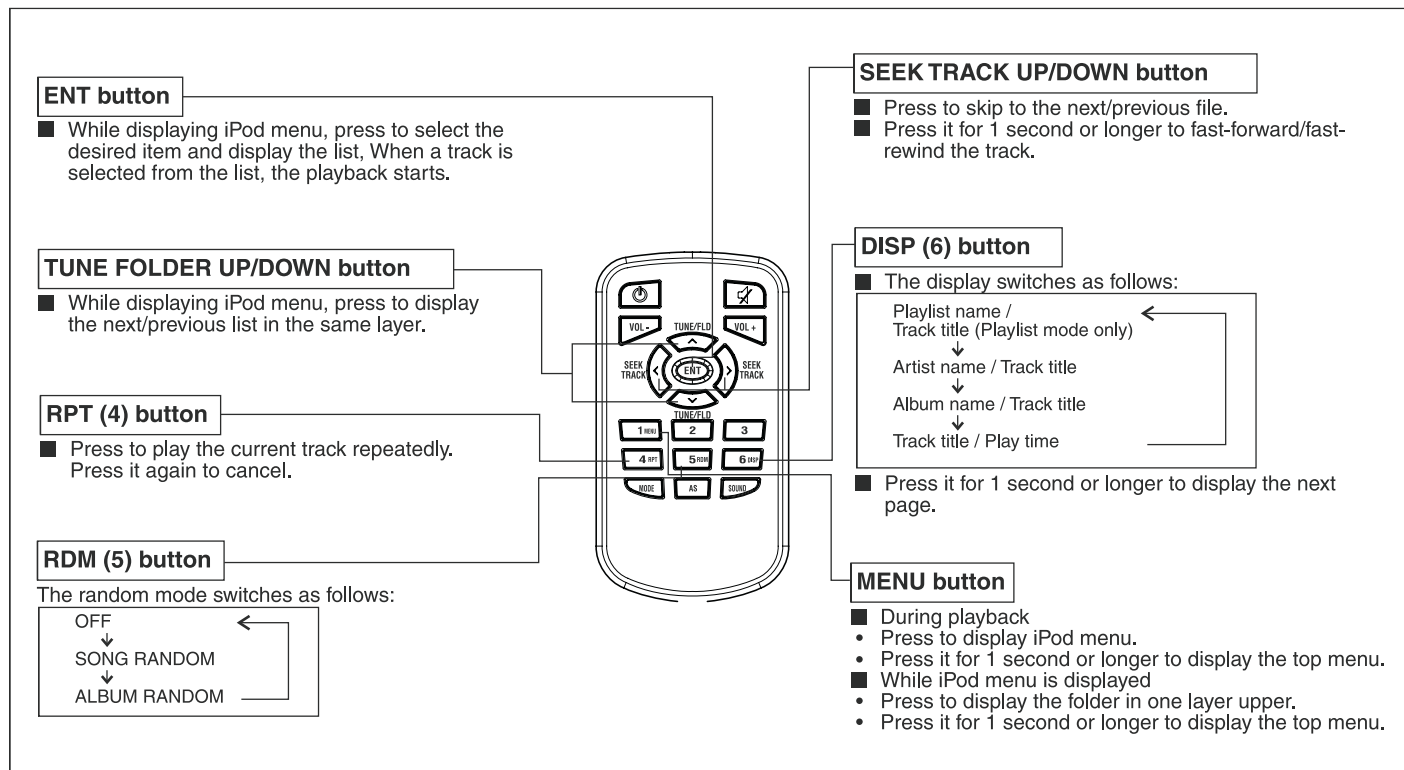 ENT button
■ While displaying iPod menu, press to select the
desired item and display the list, When a track is
selected from the list, the playback starts.
TUNE FOLDER UP/DOWN button
■ While displaying iPod menu, press to display
the next/previous list in the same layer.
RPT (4) button
■ Press to play the current track repeatedly.
Press it again to cancel.
RDM (5) button
The random mode switches as follows:
OFF
SONG RANDOM
ALBUM RANDOM
VOL -
TUNE/FLD
VOL +
SEEK
TRACK
ENT
SEEK
TRACK
TUNE/FLD
1 MENU
2
3
4 RPT
5 RDM
6 DISP
MODE
AS
SOUND
SEEK TRACK UP/DOWN button
■ Press to skip to the next/previous file.
■ Press it for 1 second or longer to fast-forward/fast-
rewind the track.
DISP (6) button
■ The display switches as follows:
Playlist name /
Track title (Playlist mode only)
Artist name / Track title
Album name / Track title
Track title / Play time
■ Press it for 1 second or longer to display the next
page.
MENU button
■ During playback
• Press to display iPod menu.
• Press it for 1 second or longer to display the top menu.
■ While iPod menu is displayed
• Press to display the folder in one layer upper.
• Press it for 1 second or longer to display the top menu.